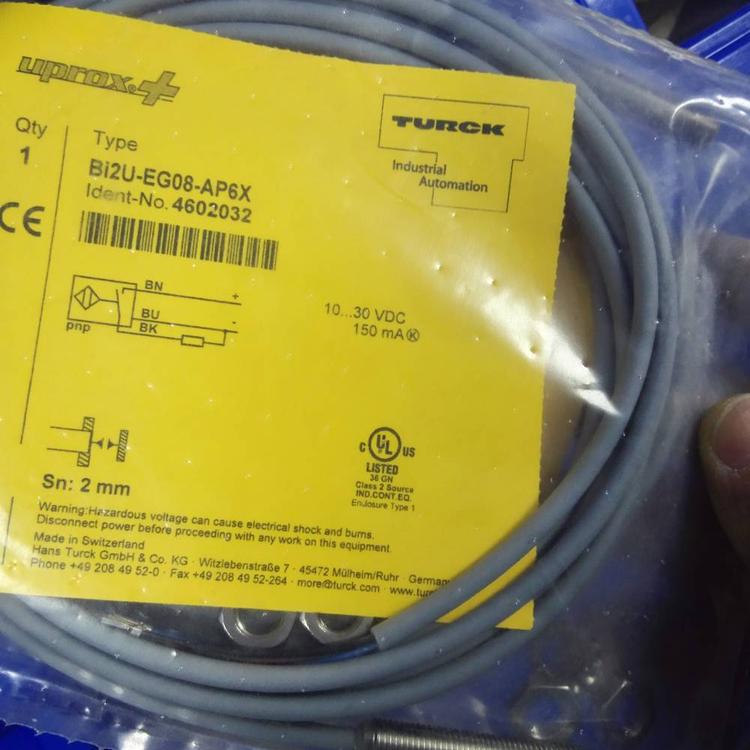 uprox®+
TURCK
Industrial
Automation
Qty
1
Type
Bi2U-EG08-AP6X
Ident-No. 4602032
CE
BN
+
BU
-
pnp
BK
10...30 VDC
150 mA Ⓚ
Sn: 2 mm
C UL US
LISTED
36 GN
Class 2 Source
IND.CONT.EQ.
Enclosure Type 1
Warning:Hazardous voltage can cause electrical shock and burns.
Disconnect power before proceeding with any work on this equipment.
Made in Switzerland
Hans Turck GmbH & Co. KG · Witzlebenstraße 7 · 45472 Mülheim/Ruhr · German
Phone +49 208 49 52-0 · Fax +49 208 49 52-264 · more@turck.com · www.turc